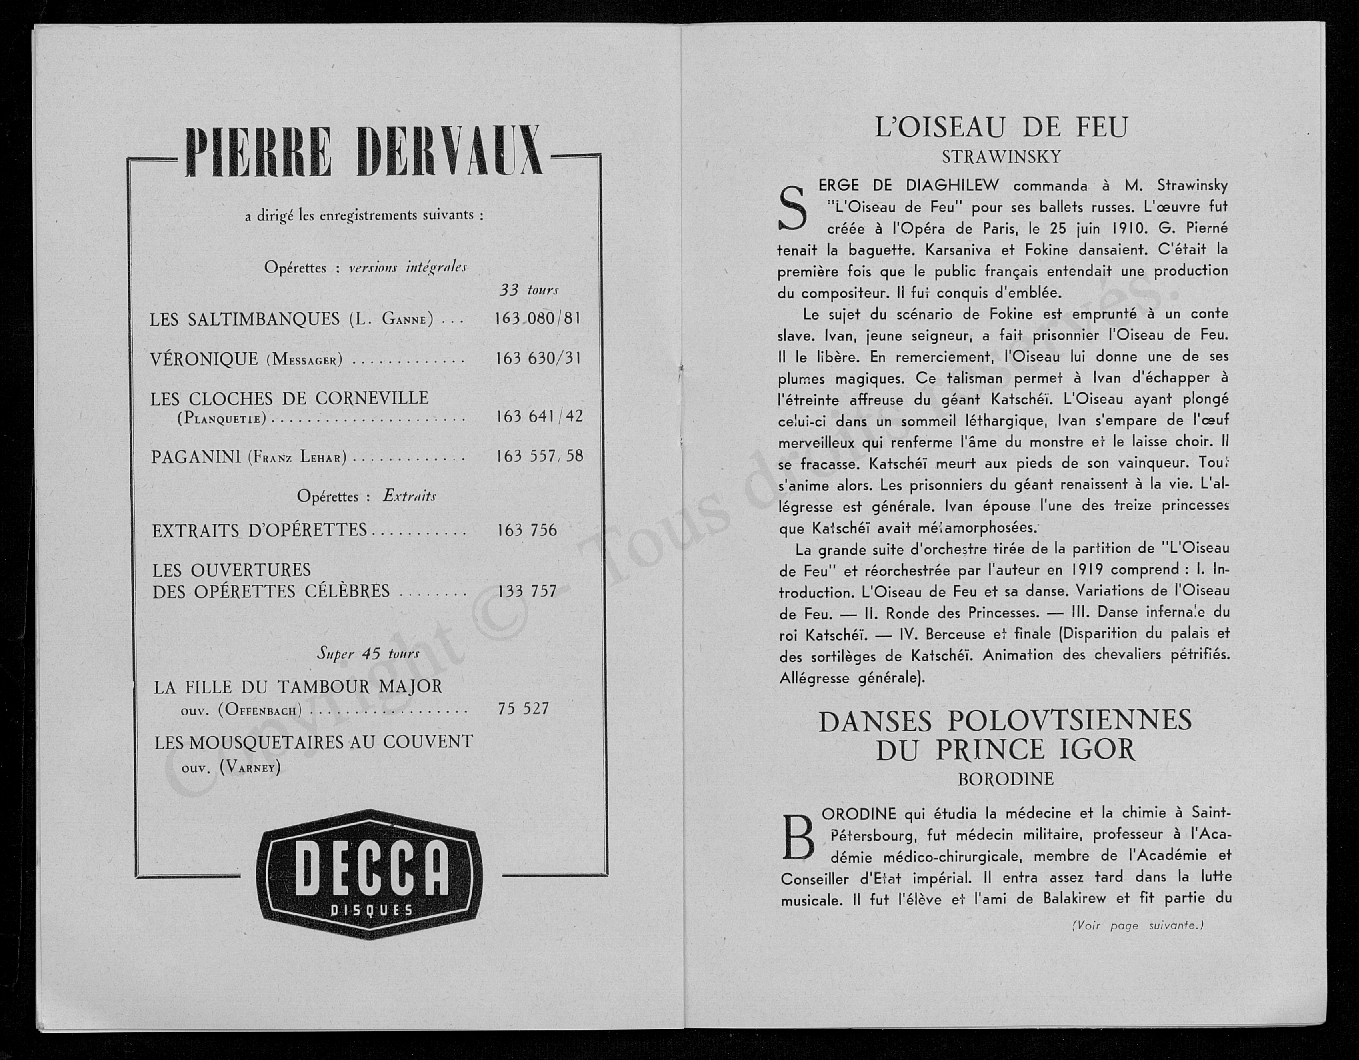 PIERRE DERVAUX
a dirigé les enregistrements suivants :
Opérettes : versions intégrales
33 tours
LES SALTIMBANQUES (L. GANNE) ... 163 080/81
VÉRONIQUE (MESSAGER) ............. 163 630/31
LES CLOCHES DE CORNEVILLE
(PLANQUETTE) ...................... 163 641/42
PAGANINI (FRANZ LEHAR) ............. 163 557/58
Opérettes : Extraits
EXTRAITS D'OPÉRETTES ........... 163 756
LES OUVERTURES
DES OPÉRETTES CÉLÈBRES ........ 133 757
Super 45 tours
LA FILLE DU TAMBOUR MAJOR
OUV. (OFFENBACH) .................. 75 527
LES MOUSQUETAIRES AU COUVENT
OUV. (VARNEY)
DECCA
DISQUES
L'OISEAU DE FEU
STRAWINSKY
SERGE DE DIAGHILEW commanda à M. Strawinsky
"L'Oiseau de Feu" pour ses ballets russes. L'œuvre fut
créée à l'Opéra de Paris, le 25 juin 1910. G. Pierné
tenait la baguette. Karsaniva et Fokine dansaient. C'était la
première fois que le public français entendait une production
du compositeur. Il fut conquis d'emblée.
Le sujet du scénario de Fokine est emprunté à un conte
slave. Ivan, jeune seigneur, a fait prisonnier l'Oiseau de Feu.
Il le libère. En remerciement, l'Oiseau lui donne une de ses
plumes magiques. Ce talisman permet à Ivan d'échapper à
l'étreinte affreuse du géant Katschéï. L'Oiseau ayant plongé
celui-ci dans un sommeil léthargique, Ivan s'empare de l'œuf
merveilleux qui renferme l'âme du monstre et le laisse choir. Il
se fracasse. Katschéï meurt aux pieds de son vainqueur. Tout
s'anime alors. Les prisonniers du géant renaissent à la vie. L'al-
légresse est générale. Ivan épouse l'une des treize princesses
que Katschéï avait métamorphosées.
La grande suite d'orchestre tirée de la partition de "L'Oiseau
de Feu" et réorchestrée par l'auteur en 1919 comprend : I. In-
troduction. L'Oiseau de Feu et sa danse. Variations de l'Oiseau
de Feu. — II. Ronde des Princesses. — III. Danse infernale du
roi Katschéï. — IV. Berceuse et finale (Disparition du palais et
des sortilèges de Katschéï. Animation des chevaliers pétrifiés.
Allégresse générale).
DANSES POLOVTSIENNES
DU PRINCE IGOR
BORODINE
BORODINE qui étudia la médecine et la chimie à Saint-
Pétersbourg, fut médecin militaire, professeur à l'Aca-
démie médico-chirurgicale, membre de l'Académie et
Conseiller d'Etat impérial. Il entra assez tard dans la lutte
musicale. Il fut l'élève et l'ami de Balakirew et fit partie du
(Voir page suivante.)
Copyright © - Tous droits réservés.